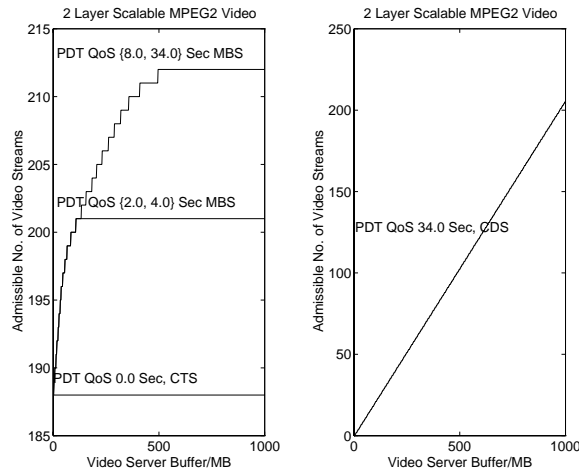 2 Layer Scalable MPEG2 Video
215
210
205
200
195
190
185
PDT QoS {8.0, 34.0} Sec MBS
PDT QoS {2.0, 4.0} Sec MBS
PDT QoS 0.0 Sec, CTS
Admissible No. of Video Streams
0
500
1000
Video Server Buffer/MB
2 Layer Scalable MPEG2 Video
250
200
150
100
50
0
PDT QoS 34.0 Sec, CDS
Admissible No. of Video Streams
0
500
1000
Video Server Buffer/MB